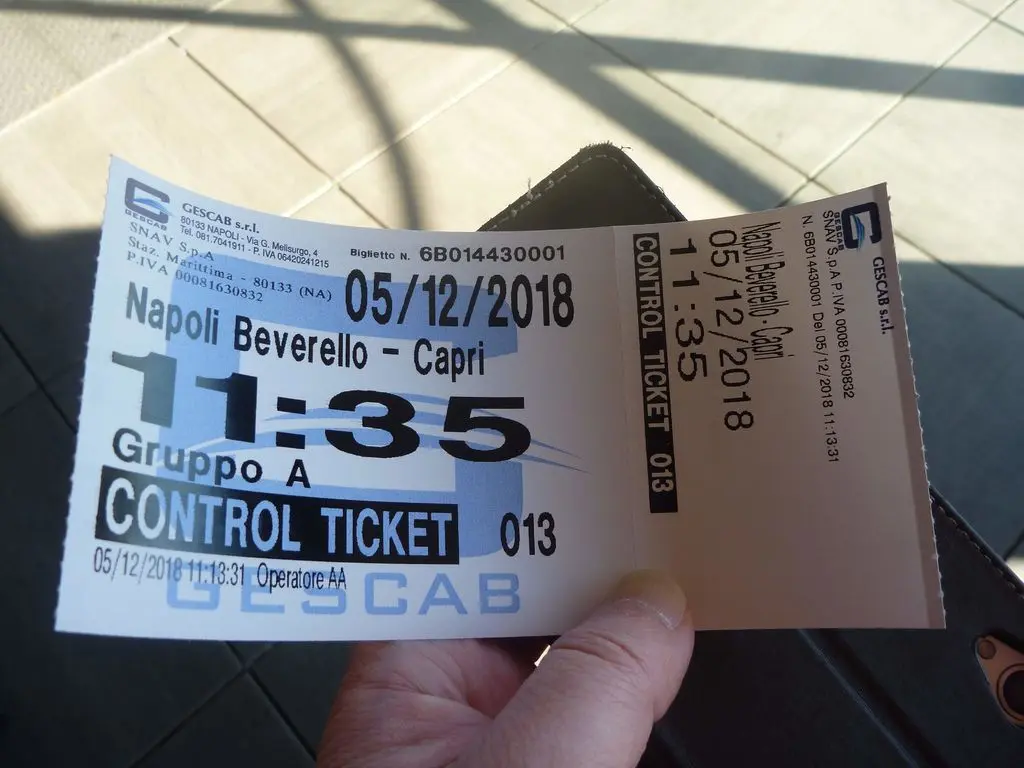 GESCAB
GESCAB s.r.l.
80133 NAPOLI - Via G. Melisurgo, 4
Tel. 081.7041911 - P. IVA 06420241215
SNAV S.p.A
Staz. Marittima - 80133 (NA)
P.IVA 00081630832
Biglietto N. 6B014430001
05/12/2018
Napoli Beverello - Capri
11:35
Gruppo A
CONTROL TICKET 013
05/12/2018 11:13:31 Operatore AA
GESCAB
GESCAB
GESCAB s.r.l.
SNAV S.p.A P.IVA 00081630832
N. 6B014430001 Del 05/12/2018 11:13:31
Napoli Beverello - Capri
05/12/2018
11:35
CONTROL TICKET 013